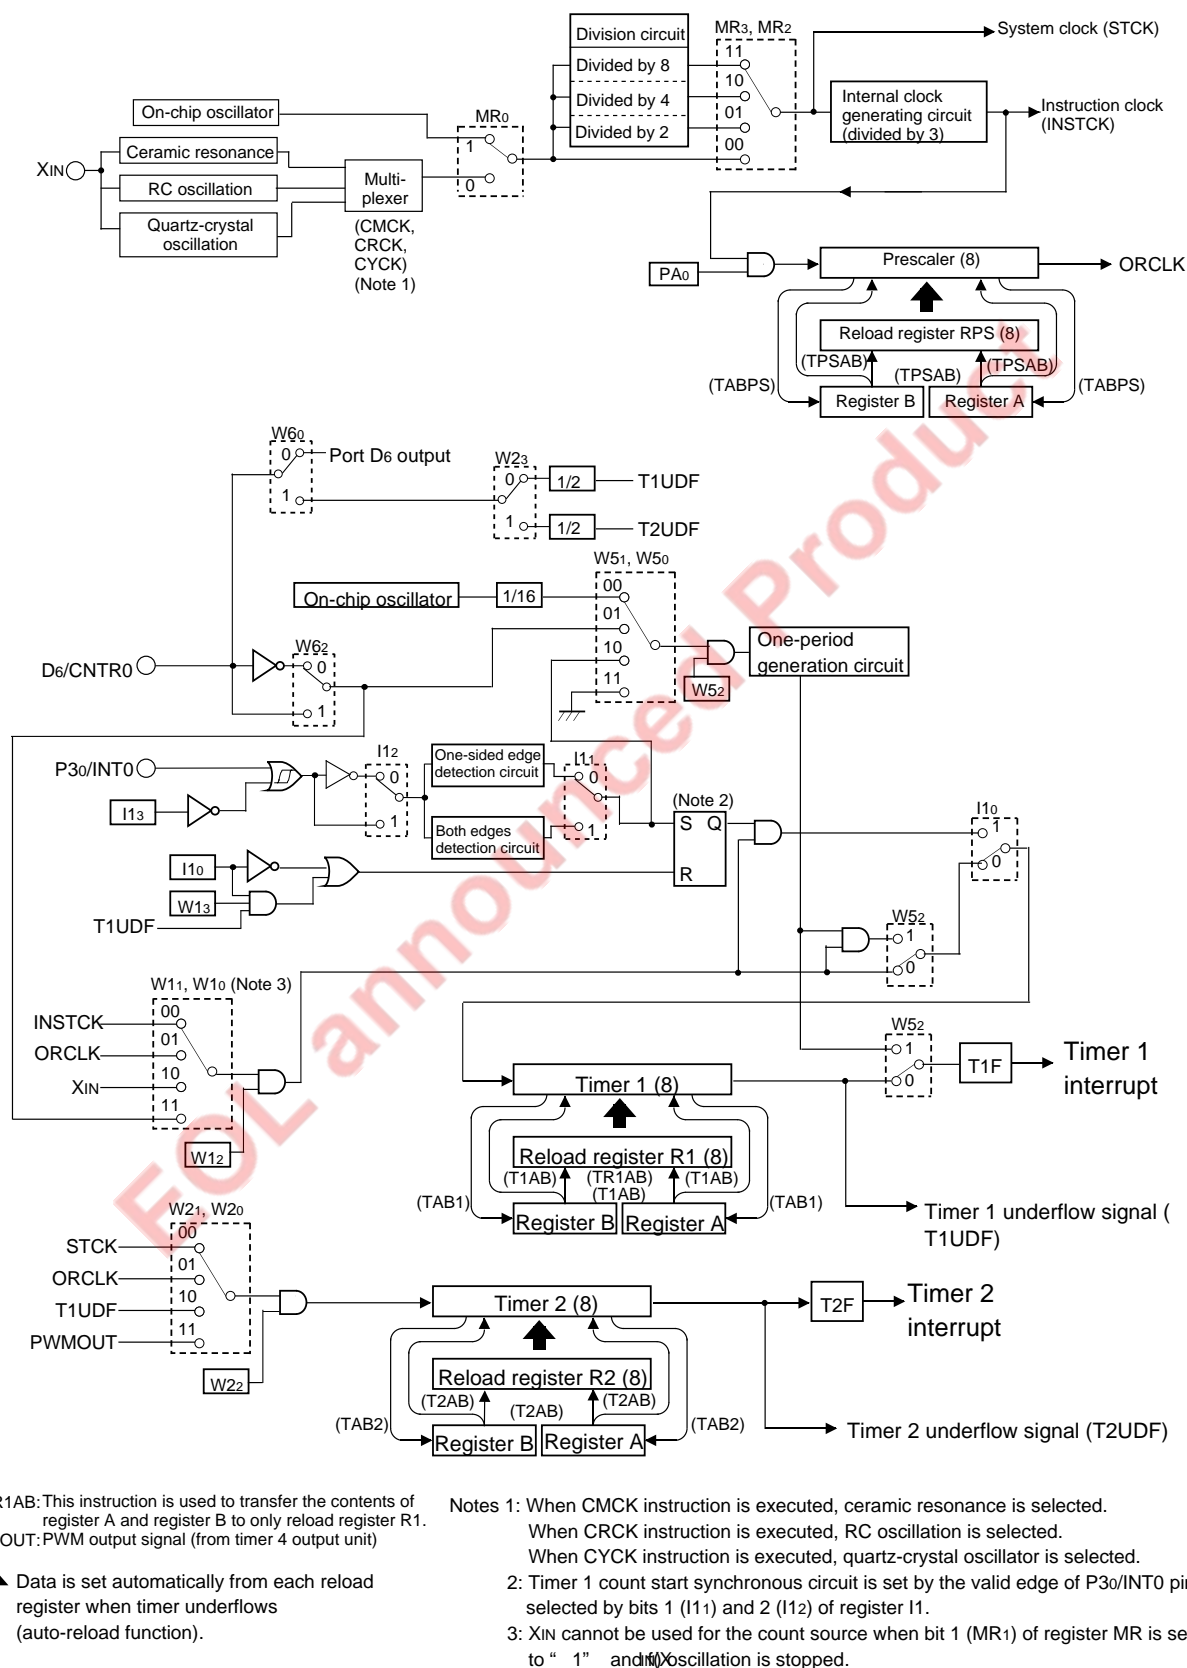 Division circuit
MR3, MR2
System clock (STCK)
Divided by 8
11
Divided by 4
10
Divided by 2
01
00
Internal clock
generating circuit
(divided by 3)
Instruction clock
(INSTCK)
On-chip oscillator
MR0
1
0
XIN
Ceramic resonance
RC oscillation
Quartz-crystal
oscillation
Multi-
plexer
(CMCK,
CRCK,
CYCK)
(Note 1)
PA0
Prescaler (8)
ORCLK
Reload register RPS (8)
(TPSAB)
(TPSAB)
(TPSAB)
(TABPS)
Register B
Register A
(TABPS)
W60
0
Port D6 output
1
W23
0
1/2
T1UDF
1
1/2
T2UDF
W51, W50
On-chip oscillator
1/16
00
01
10
11
W52
One-period
generation circuit
D6/CNTR0
W62
0
1
P30/INT0
I13
I12
0
1
One-sided edge
detection circuit
Both edges
detection circuit
I11
0
1
(Note 2)
S Q
R
I10
1
0
I10
W13
T1UDF
W52
1
0
W11, W10 (Note 3)
INSTCK
00
ORCLK
01
XIN
10
11
W12
W52
1
0
T1F
Timer 1
interrupt
Timer 1 (8)
Reload register R1 (8)
(T1AB)
(TR1AB)
(T1AB)
(T1AB)
(TAB1)
Register B
Register A
(TAB1)
Timer 1 underflow signal (
T1UDF)
W21, W20
STCK
00
ORCLK
01
T1UDF
10
PWMOUT
11
W22
Timer 2 (8)
T2F
Timer 2
interrupt
Reload register R2 (8)
(T2AB)
(T2AB)
(T2AB)
(TAB2)
Register B
Register A
(TAB2)
Timer 2 underflow signal (T2UDF)
R1AB: This instruction is used to transfer the contents of
register A and register B to only reload register R1.
OUT: PWM output signal (from timer 4 output unit)
Data is set automatically from each reload
register when timer underflows
(auto-reload function).
Notes 1: When CMCK instruction is executed, ceramic resonance is selected.
When CRCK instruction is executed, RC oscillation is selected.
When CYCK instruction is executed, quartz-crystal oscillator is selected.
2: Timer 1 count start synchronous circuit is set by the valid edge of P30/INT0 pin
selected by bits 1 (I11) and 2 (I12) of register I1.
3: XIN cannot be used for the count source when bit 1 (MR1) of register MR is se
to “ 1” and oscillation is stopped.
EOL announced Product